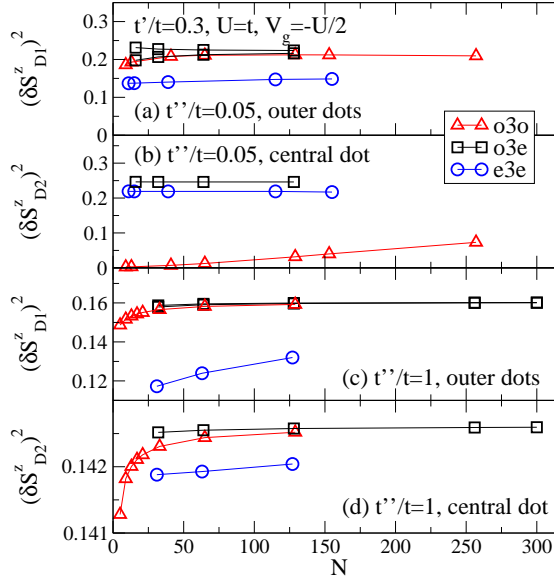 t'/t=0.3, U=t, V_g=-U/2
0.3
0.2
0.1
0
(δS^z_D1)^2
(a) t''/t=0.05, outer dots
o3o
o3e
e3e
(b) t''/t=0.05, central dot
0.3
0.2
0.1
0
(δS^z_D2)^2
0.16
0.14
0.12
(δS^z_D1)^2
(c) t''/t=1, outer dots
0.142
0.141
(δS^z_D2)^2
(d) t''/t=1, central dot
0 50 100 150 200 250 300
N